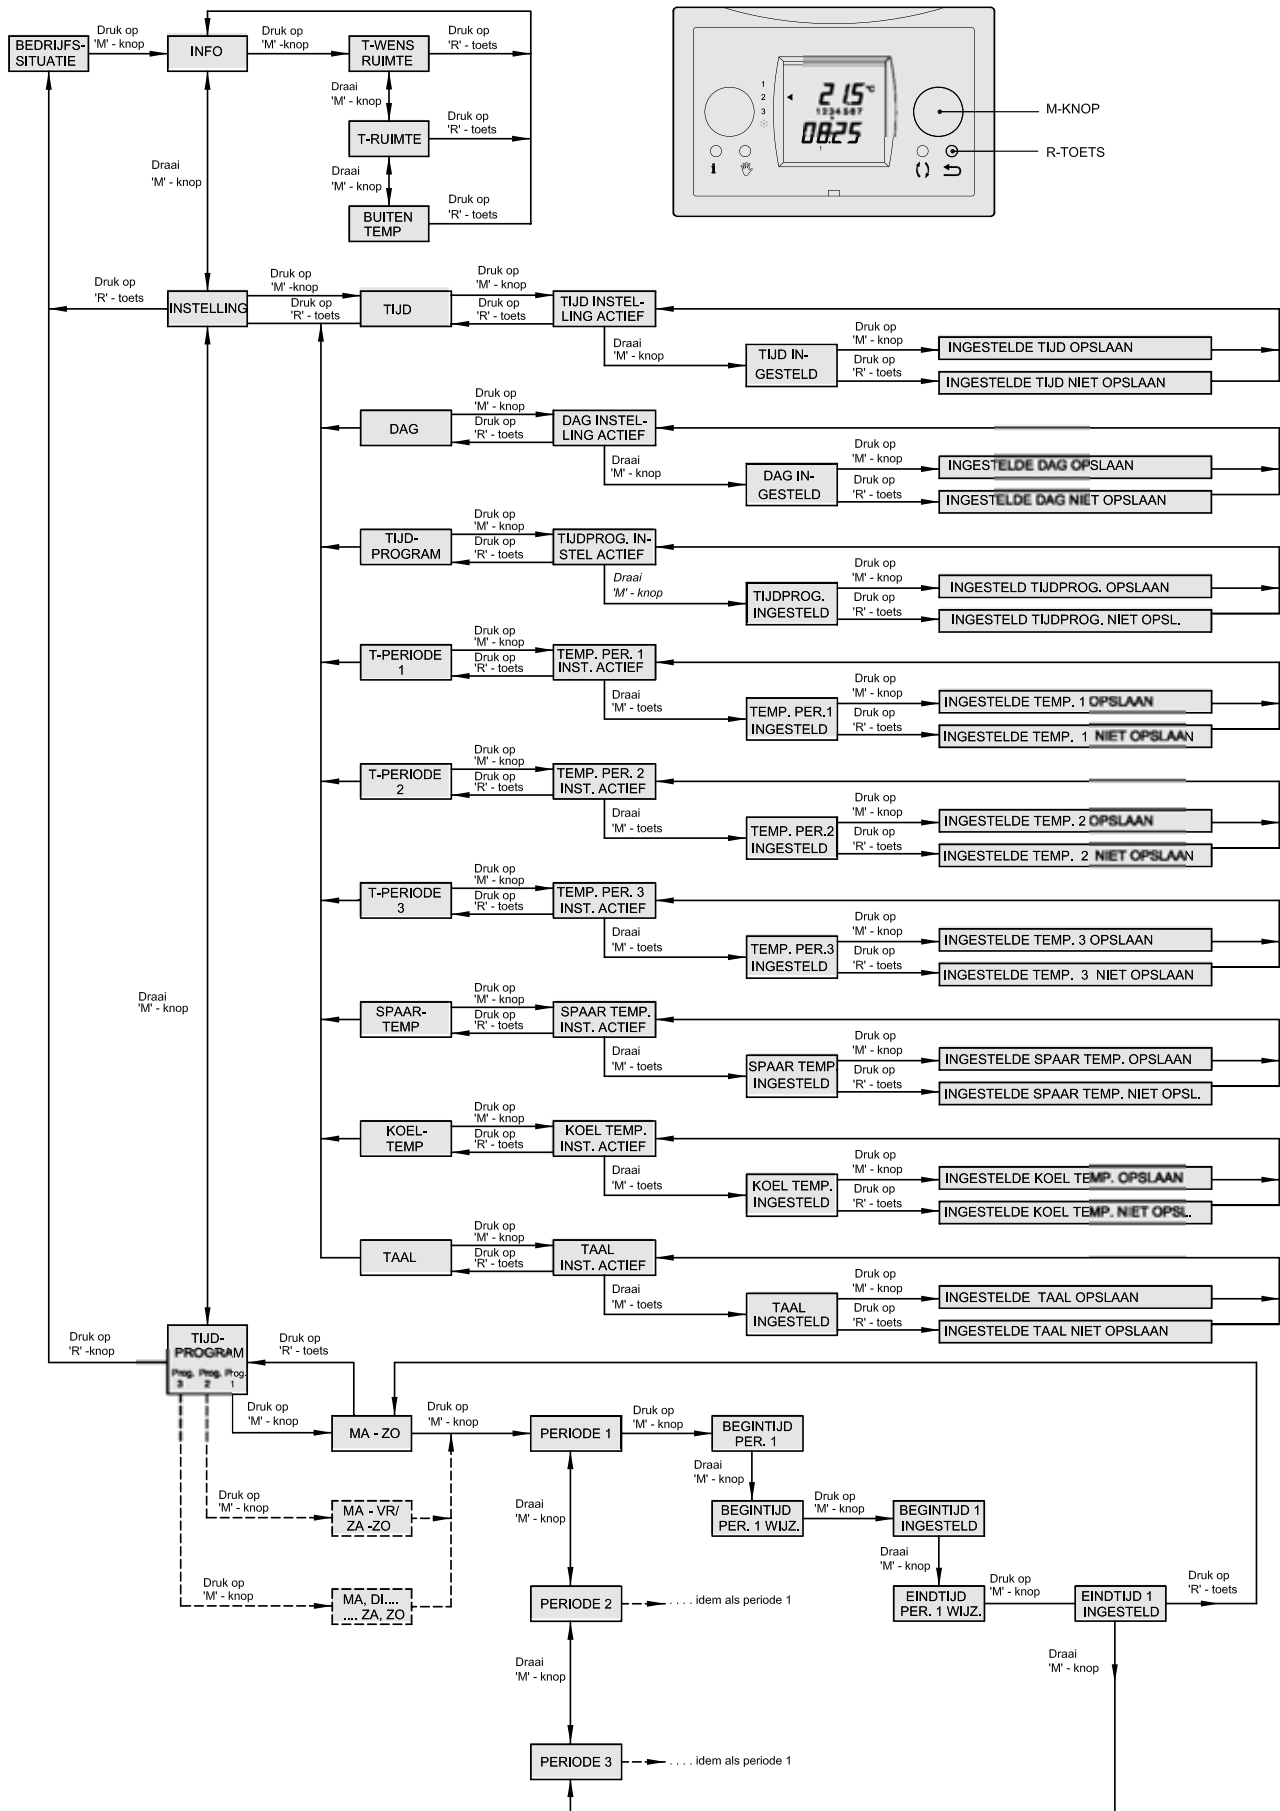 BEDRIJFS-
SITUATIE
Druk op
'M' - knop
INFO
Druk op
'M' -knop
T-WENS
RUIMTE
Druk op
'R' - toets
Draai
'M' - knop
T-RUIMTE
Druk op
'R' - toets
Draai
'M' - knop
BUITEN
TEMP
Druk op
'R' - toets
Draai
'M' - knop
1
2
3
21.5 °C
1 2 3 4 5 6 7
08:25
1
i
M-KNOP
R-TOETS
Druk op
'R' - toets
INSTELLING
Druk op
'M' -knop
Druk op
'R' - toets
TIJD
Druk op
'M' - knop
Druk op
'R' - toets
TIJD INSTEL-
LING ACTIEF
Draai
'M' - knop
TIJD IN-
GESTELD
Druk op
'M' - knop
Druk op
'R' - toets
INGESTELDE TIJD OPSLAAN
INGESTELDE TIJD NIET OPSLAAN
DAG
Druk op
'M' - knop
Druk op
'R' - toets
DAG INSTEL-
LING ACTIEF
Draai
'M' - knop
DAG IN-
GESTELD
Druk op
'M' - knop
Druk op
'R' - toets
INGESTELDE DAG OPSLAAN
INGESTELDE DAG NIET OPSLAAN
TIJD-
PROGRAM
Druk op
'M' - knop
Druk op
'R' - toets
TIJDPROG. IN-
STEL ACTIEF
Draai
'M' - knop
TIJDPROG.
INGESTELD
Druk op
'M' - knop
Druk op
'R' - toets
INGESTELD TIJDPROG. OPSLAAN
INGESTELD TIJDPROG. NIET OPSL.
T-PERIODE
1
Druk op
'M' - knop
Druk op
'R' - toets
TEMP. PER. 1
INST. ACTIEF
Draai
'M' - toets
TEMP. PER.1
INGESTELD
Druk op
'M' - knop
Druk op
'R' - toets
INGESTELDE TEMP. 1 OPSLAAN
INGESTELDE TEMP. 1 NIET OPSLAAN
T-PERIODE
2
Druk op
'M' - knop
Druk op
'R' - toets
TEMP. PER. 2
INST. ACTIEF
Draai
'M' - toets
TEMP. PER.2
INGESTELD
Druk op
'M' - knop
Druk op
'R' - toets
INGESTELDE TEMP. 2 OPSLAAN
INGESTELDE TEMP. 2 NIET OPSLAAN
T-PERIODE
3
Druk op
'M' - knop
Druk op
'R' - toets
TEMP. PER. 3
INST. ACTIEF
Draai
'M' - toets
TEMP. PER.3
INGESTELD
Druk op
'M' - knop
Druk op
'R' - toets
INGESTELDE TEMP. 3 OPSLAAN
INGESTELDE TEMP. 3 NIET OPSLAAN
Draai
'M' - knop
SPAAR-
TEMP
Druk op
'M' - knop
Druk op
'R' - toets
SPAAR TEMP.
INST. ACTIEF
Draai
'M' - toets
SPAAR TEMP.
INGESTELD
Druk op
'M' - knop
Druk op
'R' - toets
INGESTELDE SPAAR TEMP. OPSLAAN
INGESTELDE SPAAR TEMP. NIET OPSL.
KOEL-
TEMP
Druk op
'M' - knop
Druk op
'R' - toets
KOEL TEMP.
INST. ACTIEF
Draai
'M' - toets
KOEL TEMP.
INGESTELD
Druk op
'M' - knop
Druk op
'R' - toets
INGESTELDE KOEL TEMP. OPSLAAN
INGESTELDE KOEL TEMP. NIET OPSL.
TAAL
Druk op
'M' - knop
Druk op
'R' - toets
TAAL
INST. ACTIEF
Draai
'M' - toets
TAAL
INGESTELD
Druk op
'M' - knop
Druk op
'R' - toets
INGESTELDE TAAL OPSLAAN
INGESTELDE TAAL NIET OPSLAAN
Druk op
'R' -knop
TIJD-
PROGRAM
Prog. Prog. Prog.
3 2 1
Druk op
'R' - toets
Druk op
'M' - knop
MA - ZO
Druk op
'M' - knop
PERIODE 1
Druk op
'M' - knop
BEGINTIJD
PER. 1
Draai
'M' - knop
BEGINTIJD
PER. 1 WIJZ.
Druk op
'M' - knop
BEGINTIJD 1
INGESTELD
Draai
'M' - knop
EINDTIJD
PER. 1 WIJZ.
Druk op
'M' - knop
EINDTIJD 1
INGESTELD
Druk op
'R' - toets
Druk op
'M' - knop
MA - VR/
ZA -ZO
Draai
'M' - knop
Druk op
'M' - knop
MA, DI....
.... ZA, ZO
PERIODE 2
. . . . idem als periode 1
Draai
'M' - knop
Draai
'M' - knop
PERIODE 3
. . . . idem als periode 1